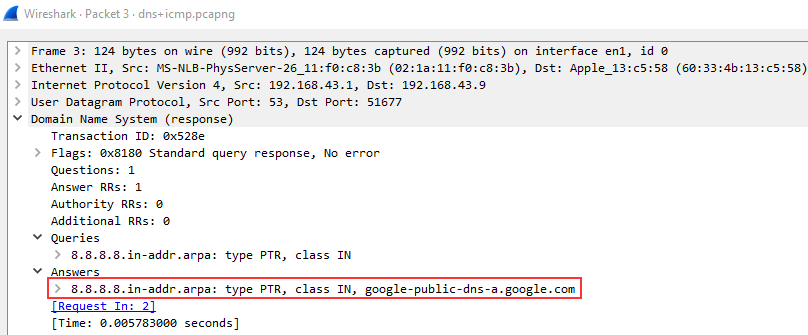 Wireshark · Packet 3 · dns+icmp.pcapng
Frame 3: 124 bytes on wire (992 bits), 124 bytes captured (992 bits) on interface en1, id 0
Ethernet II, Src: MS-NLB-PhysServer-26_11:f0:c8:3b (02:1a:11:f0:c8:3b), Dst: Apple_13:c5:58 (60:33:4b:13:c5:58)
Internet Protocol Version 4, Src: 192.168.43.1, Dst: 192.168.43.9
User Datagram Protocol, Src Port: 53, Dst Port: 51677
Domain Name System (response)
Transaction ID: 0x528e
Flags: 0x8180 Standard query response, No error
Questions: 1
Answer RRs: 1
Authority RRs: 0
Additional RRs: 0
Queries
8.8.8.8.in-addr.arpa: type PTR, class IN
Answers
8.8.8.8.in-addr.arpa: type PTR, class IN, google-public-dns-a.google.com
[Request In: 2]
[Time: 0.005783000 seconds]